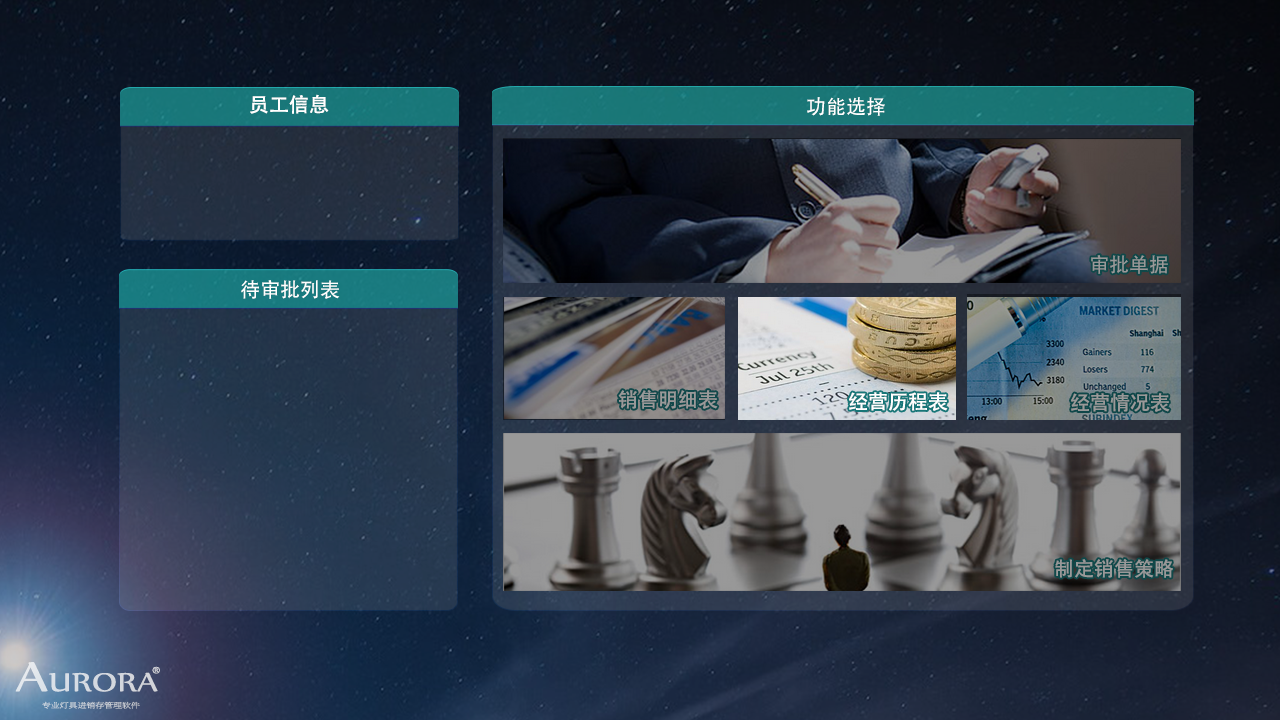 员工信息
功能选择
审批单据
待审批列表
MARKET DIGEST
Shanghai Sh
3300
Gainers 116
2340
Losers 774
3180
Unchanged 5
13:00 15:00
SUBINDEX
Currency
Jul 25th
120
销售明细表
经营历程表
经营情况表
制定销售策略
AURORA®
专业灯具进销存管理软件